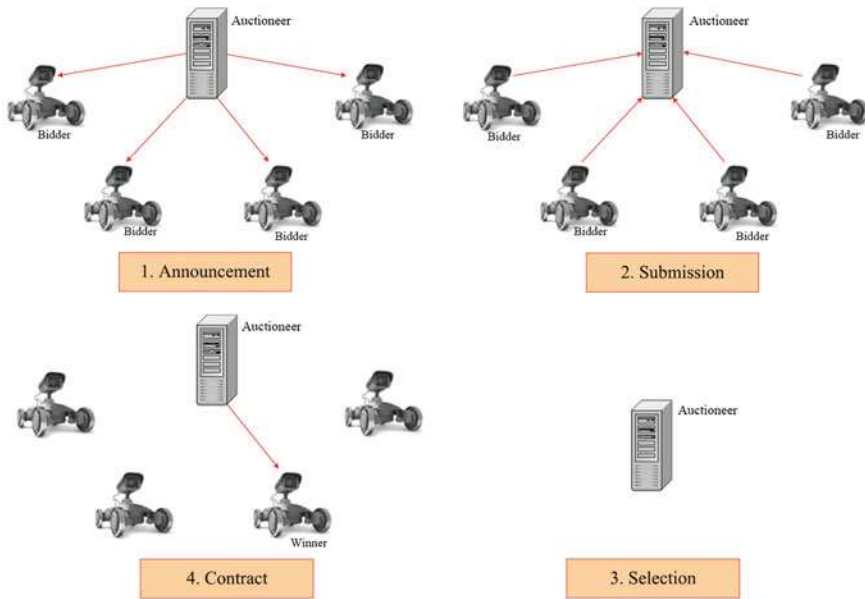 Auctioneer
Bidder
Bidder
Bidder
Bidder
1. Announcement
Auctioneer
Bidder
Bidder
Bidder
Bidder
2. Submission
Auctioneer
Winner
4. Contract
Auctioneer
3. Selection